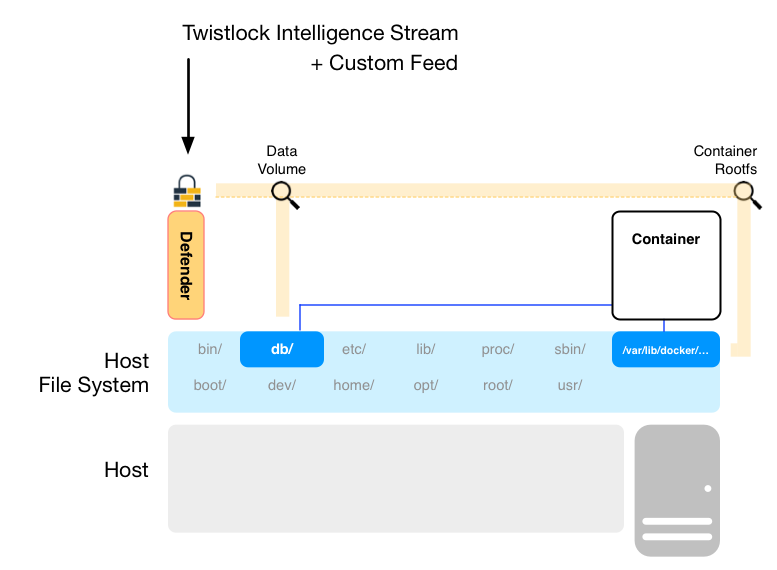 Twistlock Intelligence Stream
+ Custom Feed
Data
Volume
Container
Rootfs
Defender
Container
Host
File System
bin/ db/ etc/ lib/ proc/ sbin/ /var/lib/docker/...
boot/ dev/ home/ opt/ root/ usr/
Host